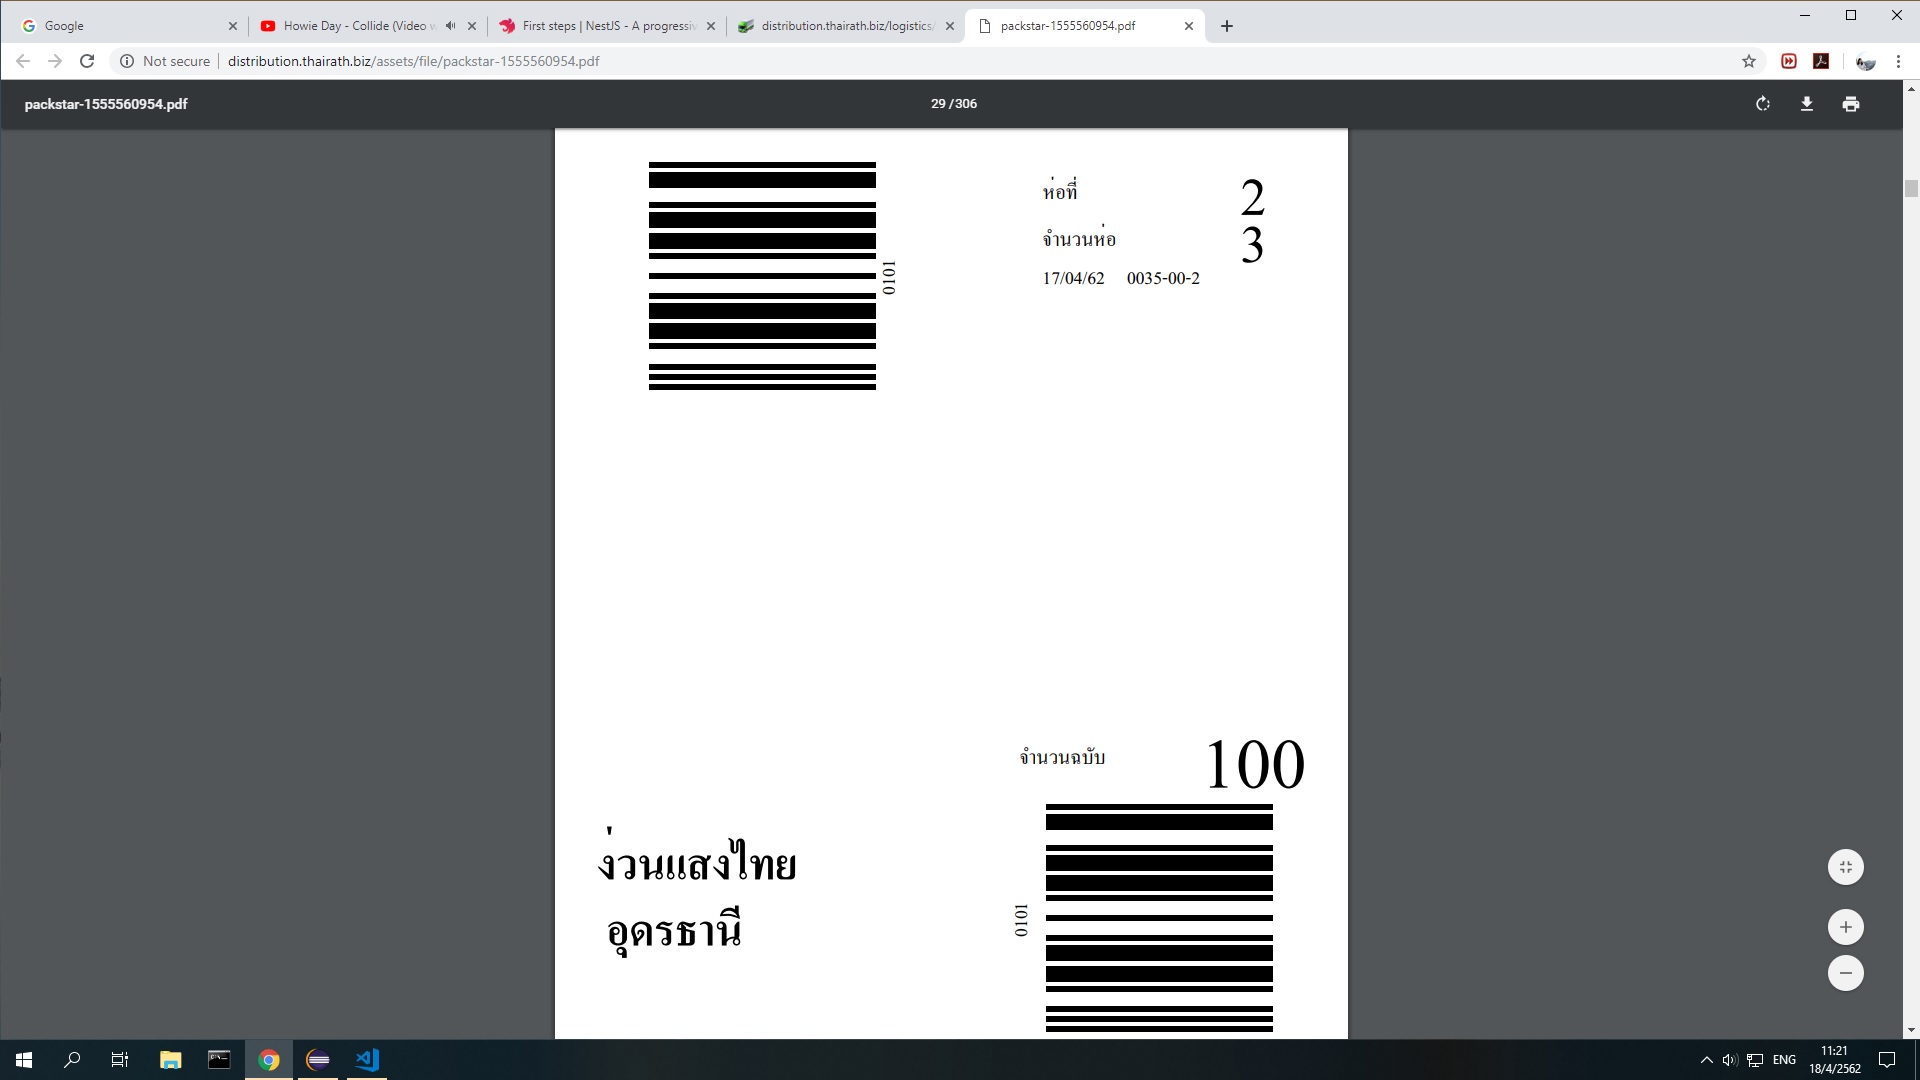 Google
Howie Day - Collide (Video w
First steps | NestJS - A progressiv
distribution.thairath.biz/logistics/
packstar-1555560954.pdf
Not secure
distribution.thairath.biz/assets/file/packstar-1555560954.pdf
packstar-1555560954.pdf
29 / 306
ห่อที่ 2
จำนวนห่อ 3
17/04/62 0035-00-2
0101
จำนวนฉบับ 100
ง่วนแสงไทย
อุดรธานี
0101
ENG
11:21
18/4/2562